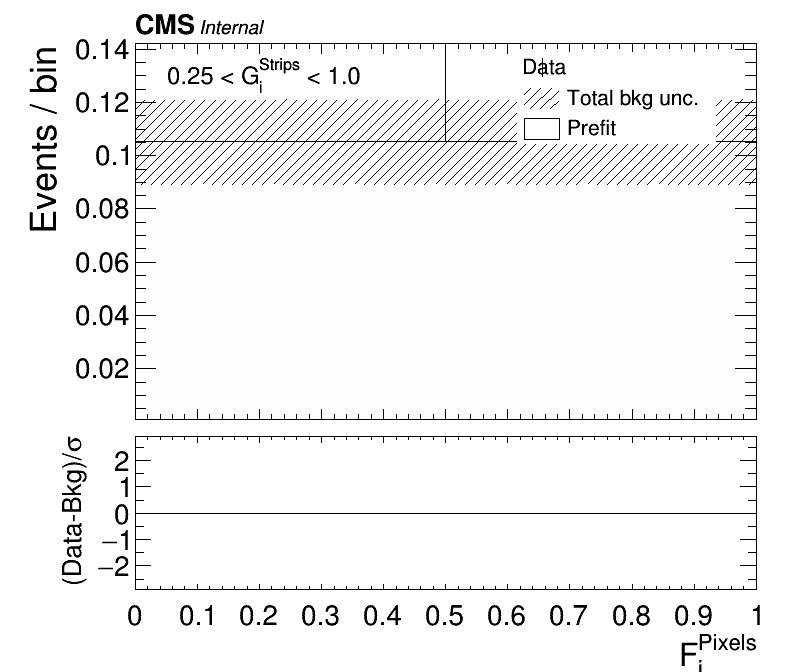 CMS Internal
0.25 < G_i^Strips < 1.0
Data
Total bkg unc.
Prefit
Events / bin
0.14
0.12
0.1
0.08
0.06
0.04
0.02
(Data-Bkg)/σ
2
1
0
−1
−2
0 0.1 0.2 0.3 0.4 0.5 0.6 0.7 0.8 0.9 1
F_i^Pixels